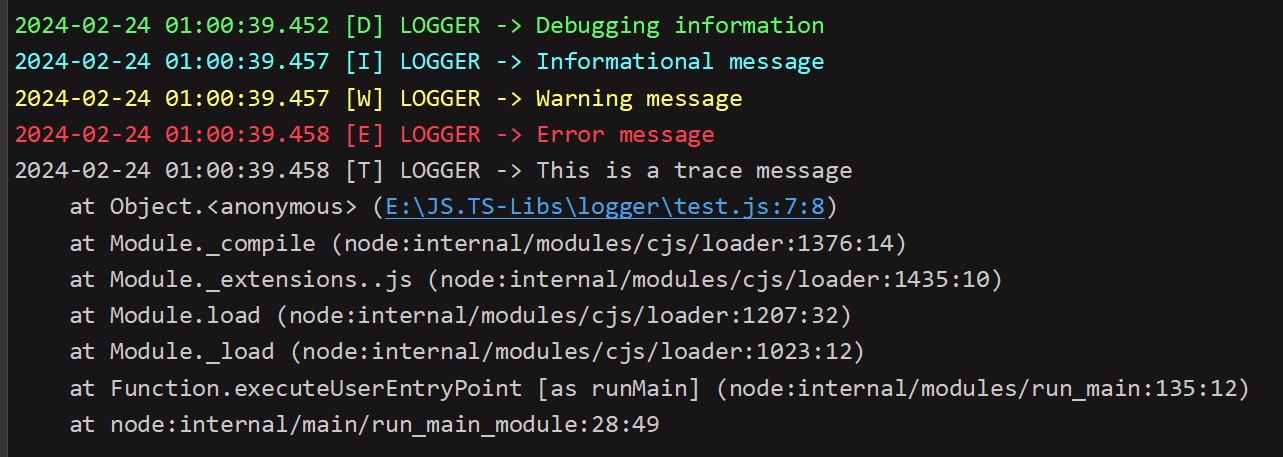 2024-02-24 01:00:39.452 [D] LOGGER -> Debugging information
2024-02-24 01:00:39.457 [I] LOGGER -> Informational message
2024-02-24 01:00:39.457 [W] LOGGER -> Warning message
2024-02-24 01:00:39.458 [E] LOGGER -> Error message
2024-02-24 01:00:39.458 [T] LOGGER -> This is a trace message
    at Object.<anonymous> (E:\JS.TS-Libs\logger\test.js:7:8)
    at Module._compile (node:internal/modules/cjs/loader:1376:14)
    at Module._extensions..js (node:internal/modules/cjs/loader:1435:10)
    at Module.load (node:internal/modules/cjs/loader:1207:32)
    at Module._load (node:internal/modules/cjs/loader:1023:12)
    at Function.executeUserEntryPoint [as runMain] (node:internal/modules/run_main:135:12)
    at node:internal/main/run_main_module:28:49